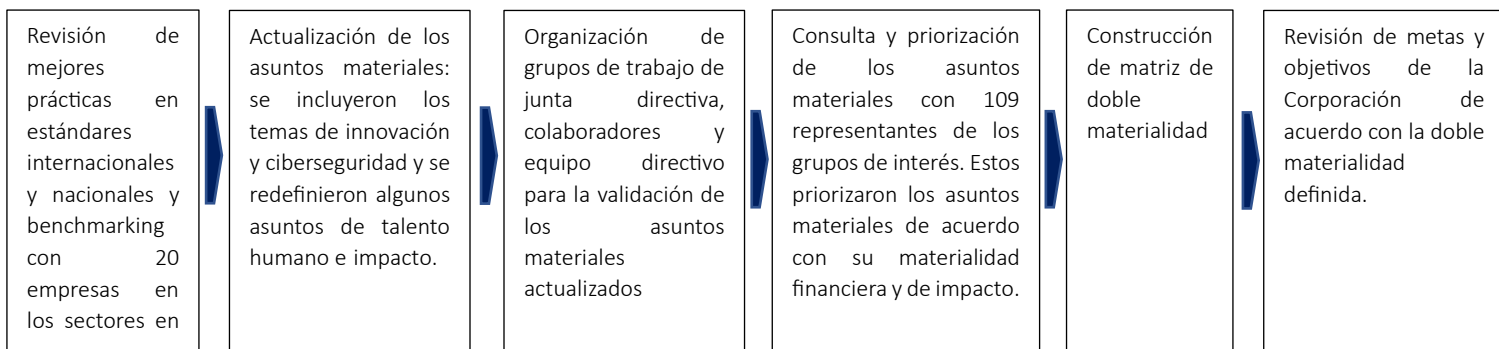 Revisión de
mejores
prácticas en
estándares
internacionales
y nacionales y
benchmarking
con 20
empresas en
los sectores en
Actualización de los
asuntos materiales:
se incluyeron los
temas de innovación
y ciberseguridad y se
redefinieron algunos
asuntos de talento
humano e impacto.
Organización de
grupos de trabajo de
junta directiva,
colaboradores y
equipo directivo
para la validación de
los asuntos
materiales
actualizados
Consulta y priorización
de los asuntos
materiales con 109
representantes de los
grupos de interés. Estos
priorizaron los asuntos
materiales de acuerdo
con su materialidad
financiera y de impacto.
Construcción
de matriz de
doble
materialidad
Revisión de metas y
objetivos de la
Corporación de
acuerdo con la doble
materialidad
definida.